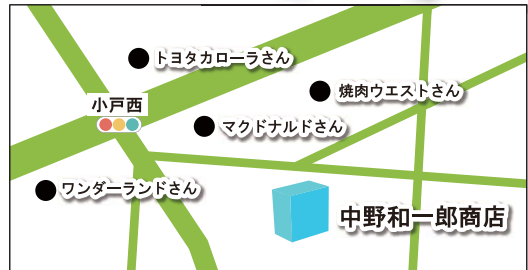 トヨタカローラさん
焼肉ウエストさん
小戸西
マクドナルドさん
ワンダーランドさん
中野和一郎商店